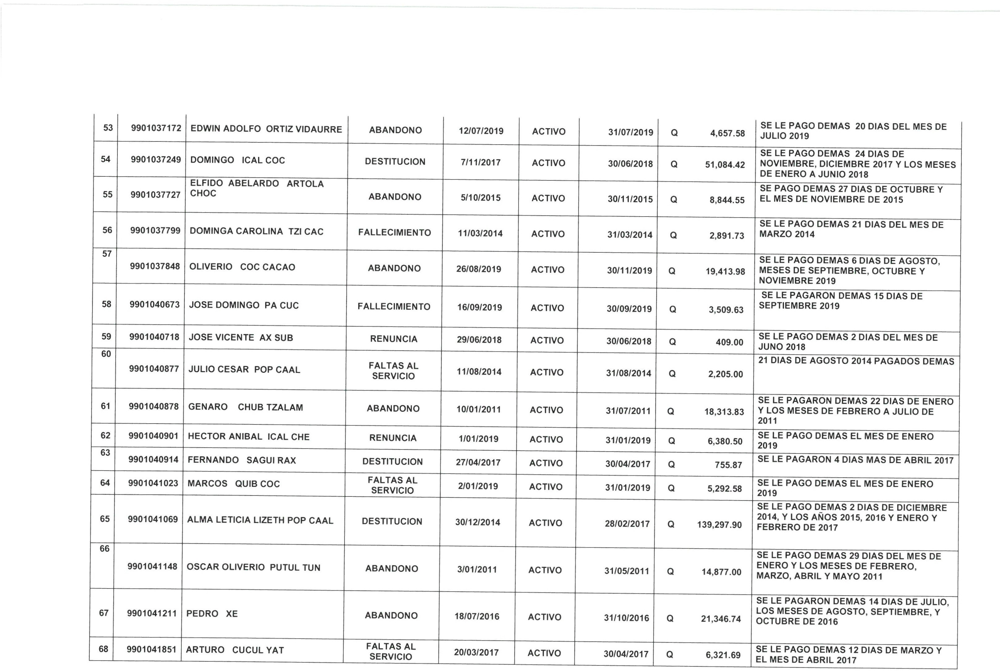 53 9901037172 EDWIN ADOLFO ORTIZ VIDAURRE ABANDONO 12/07/2019 ACTIVO 31/07/2019 Q 4,657.58 SE LE PAGO DEMAS 20 DIAS DEL MES DE
JULIO 2019
54 9901037249 DOMINGO ICAL COC DESTITUCION 7/11/2017 ACTIVO 30/06/2018 Q 51,084.42 SE LE PAGO DEMAS 24 DIAS DE
NOVIEMBRE, DICIEMBRE 2017 Y LOS MESES
DE ENERO A JUNIO 2018
55 9901037727 ELFIDO ABELARDO ARTOLA
CHOC ABANDONO 5/10/2015 ACTIVO 30/11/2015 Q 8,844.55 SE PAGO DEMAS 27 DIAS DE OCTUBRE Y
EL MES DE NOVIEMBRE DE 2015
56 9901037799 DOMINGA CAROLINA TZI CAC FALLECIMIENTO 11/03/2014 ACTIVO 31/03/2014 Q 2,891.73 SE LE PAGO DEMAS 21 DIAS DEL MES DE
MARZO 2014
57 9901037848 OLIVERIO COC CACAO ABANDONO 26/08/2019 ACTIVO 30/11/2019 Q 19,413.98 SE LE PAGO DEMAS 6 DIAS DE AGOSTO,
MESES DE SEPTIEMBRE, OCTUBRE Y
NOVIEMBRE 2019
58 9901040673 JOSE DOMINGO PA CUC FALLECIMIENTO 16/09/2019 ACTIVO 30/09/2019 Q 3,509.63 SE LE PAGARON DEMAS 15 DIAS DE
SEPTIEMBRE 2019
59 9901040718 JOSE VICENTE AX SUB RENUNCIA 29/06/2018 ACTIVO 30/06/2018 Q 409.00 SE LE PAGO DEMAS 2 DIAS DEL MES DE
JUNO 2018
60 9901040877 JULIO CESAR POP CAAL FALTAS AL
SERVICIO 11/08/2014 ACTIVO 31/08/2014 Q 2,205.00 21 DIAS DE AGOSTO 2014 PAGADOS DEMAS
61 9901040878 GENARO CHUB TZALAM ABANDONO 10/01/2011 ACTIVO 31/07/2011 Q 18,313.83 SE LE PAGARON DEMAS 22 DIAS DE ENERO
Y LOS MESES DE FEBRERO A JULIO DE
2011
62 9901040901 HECTOR ANIBAL ICAL CHE RENUNCIA 1/01/2019 ACTIVO 31/01/2019 Q 6,380.50 SE LE PAGO DEMAS EL MES DE ENERO
2019
63 9901040914 FERNANDO SAGUI RAX DESTITUCION 27/04/2017 ACTIVO 30/04/2017 Q 755.87 SE LE PAGARON 4 DIAS MAS DE ABRIL 2017
64 9901041023 MARCOS QUIB COC FALTAS AL
SERVICIO 2/01/2019 ACTIVO 31/01/2019 Q 5,292.58 SE LE PAGO DEMAS EL MES DE ENERO
2019
65 9901041069 ALMA LETICIA LIZETH POP CAAL DESTITUCION 30/12/2014 ACTIVO 28/02/2017 Q 139,297.90 SE LE PAGO DEMAS 2 DIAS DE DICIEMBRE
2014, Y LOS AÑOS 2015, 2016 Y ENERO Y
FEBRERO DE 2017
66 9901041148 OSCAR OLIVERIO PUTUL TUN ABANDONO 3/01/2011 ACTIVO 31/05/2011 Q 14,877.00 SE LE PAGO DEMAS 29 DIAS DEL MES DE
ENERO Y LOS MESES DE FEBRERO,
MARZO, ABRIL Y MAYO 2011
67 9901041211 PEDRO XE ABANDONO 18/07/2016 ACTIVO 31/10/2016 Q 21,346.74 SE LE PAGARON DEMAS 14 DIAS DE JULIO,
LOS MESES DE AGOSTO, SEPTIEMBRE, Y
OCTUBRE DE 2016
68 9901041851 ARTURO CUCUL YAT FALTAS AL
SERVICIO 20/03/2017 ACTIVO 30/04/2017 Q 6,321.69 SE LE PAGO DEMAS 12 DIAS DE MARZO Y
EL MES DE ABRIL 2017